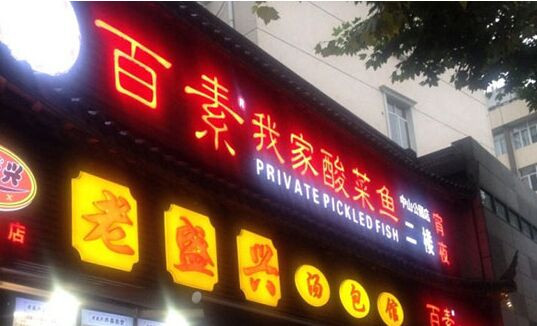 百素我家酸菜鱼
PRIVATE PICKLED FISH
中山公园店
二楼
宵夜
老盛兴汤包馆
兴
店
百素